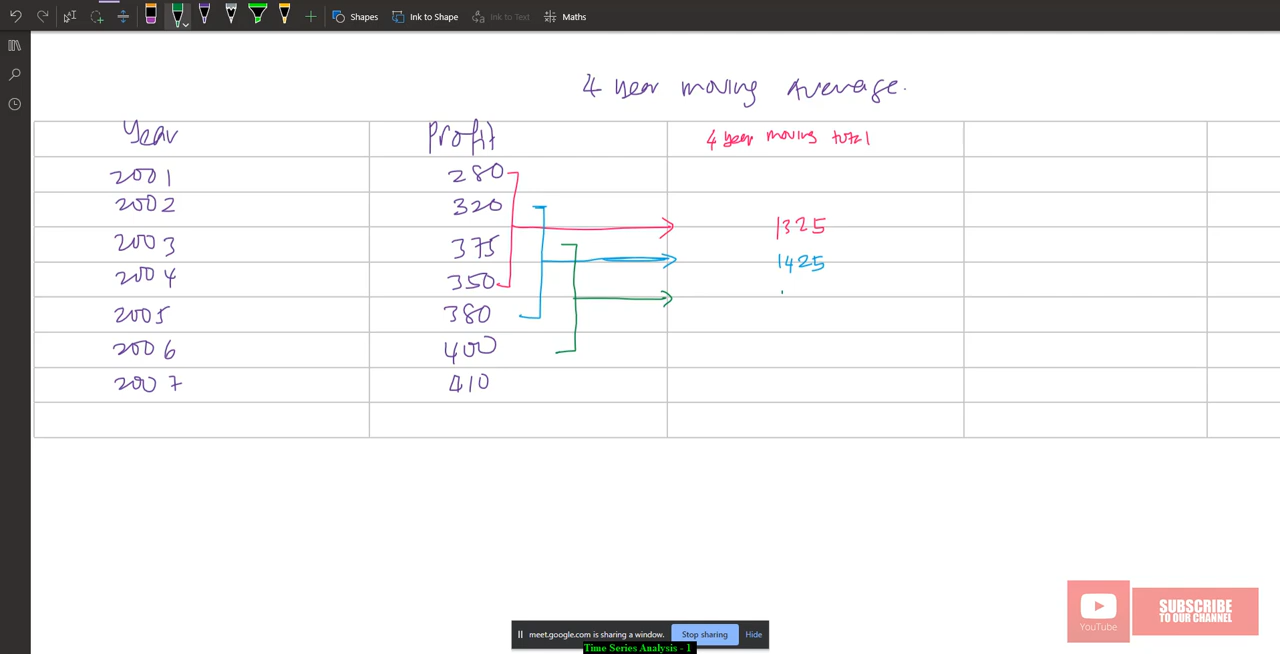 Shapes Ink to Shape Ink to Text Maths
4 year moving Average.
Year Profit 4 year moving total
2001 280
2002 320
1325
2003 375
1425
2004 350
2005 380
2006 400
2007 410
SUBSCRIBE
TO OUR CHANNEL
YouTube
meet.google.com is sharing a window. Stop sharing Hide
Time Series Analysis - 1